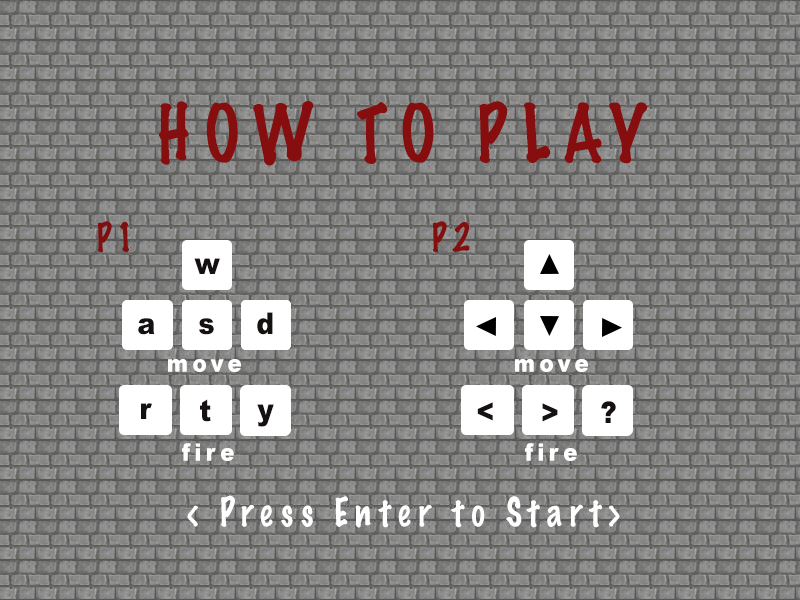 HOW TO PLAY
P1
w
a s d
move
r t y
fire
P2
▲
◀ ▼ ▶
move
< > ?
fire
< Press Enter to Start>